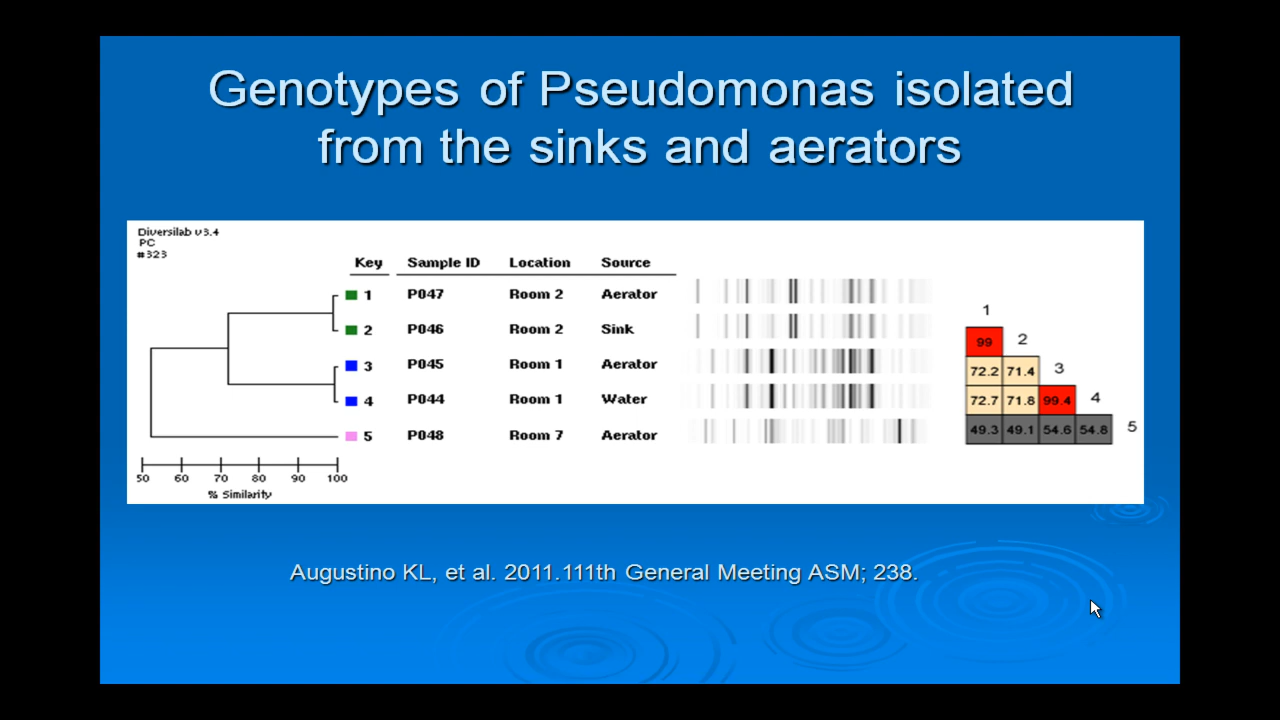 Genotypes of Pseudomonas isolated
from the sinks and aerators
Diversilab v3.4
PC
#323
Key Sample ID Location Source
1 P047 Room 2 Aerator
2 P046 Room 2 Sink
3 P045 Room 1 Aerator
4 P044 Room 1 Water
5 P048 Room 7 Aerator
50 60 70 80 90 100
% Similarity
1
99 2
72.2 71.4 3
72.7 71.8 99.4 4
49.3 49.1 54.6 54.8 5
Augustino KL, et al. 2011.111th General Meeting ASM; 238.